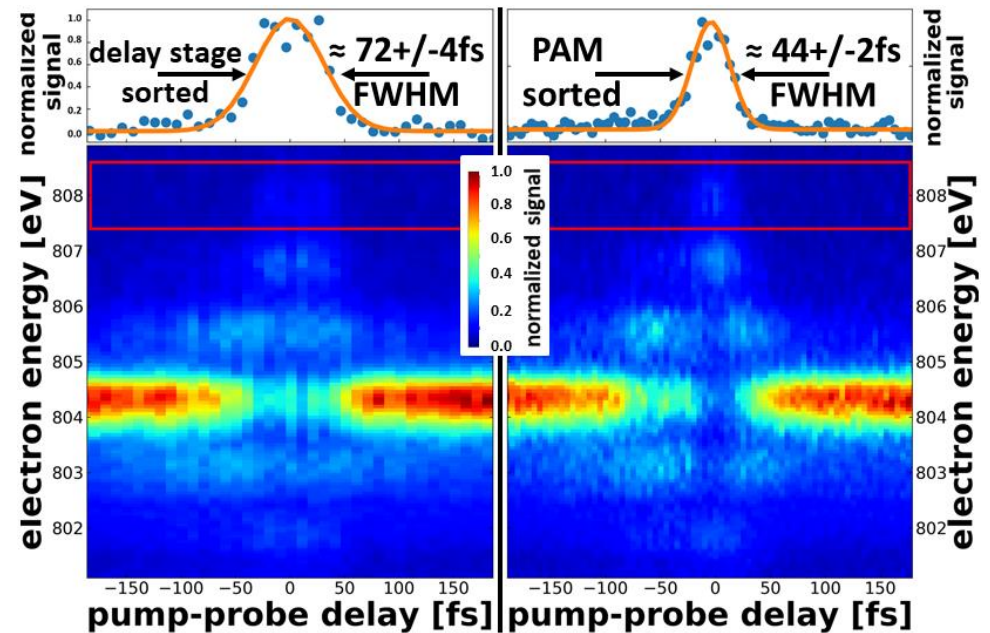 normalized signal
1.0
0.8
0.6
0.4
0.2
0.0
delay stage
sorted
≈ 72+/-4fs
FWHM
PAM
sorted
≈ 44+/-2fs
FWHM
normalized signal
electron energy [eV]
808
807
806
805
804
803
802
1.0
0.8
0.6
0.4
0.2
0.0
normalized signal
808
807
806
805
804
803
802
electron energy [eV]
−150 −100 −50 0 50 100 150
−150 −100 −50 0 50 100 150
pump-probe delay [fs]
pump-probe delay [fs]